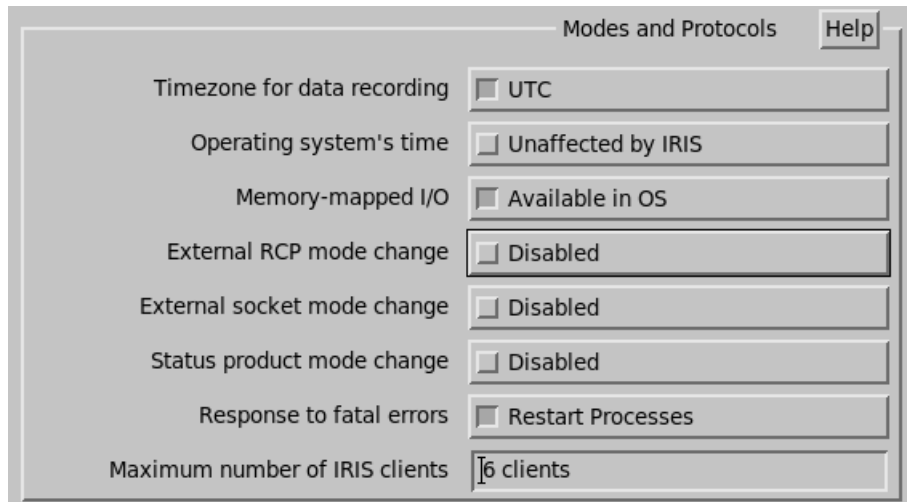 Modes and Protocols Help
Timezone for data recording UTC
Operating system's time Unaffected by IRIS
Memory-mapped I/O Available in OS
External RCP mode change Disabled
External socket mode change Disabled
Status product mode change Disabled
Response to fatal errors Restart Processes
Maximum number of IRIS clients 6 clients